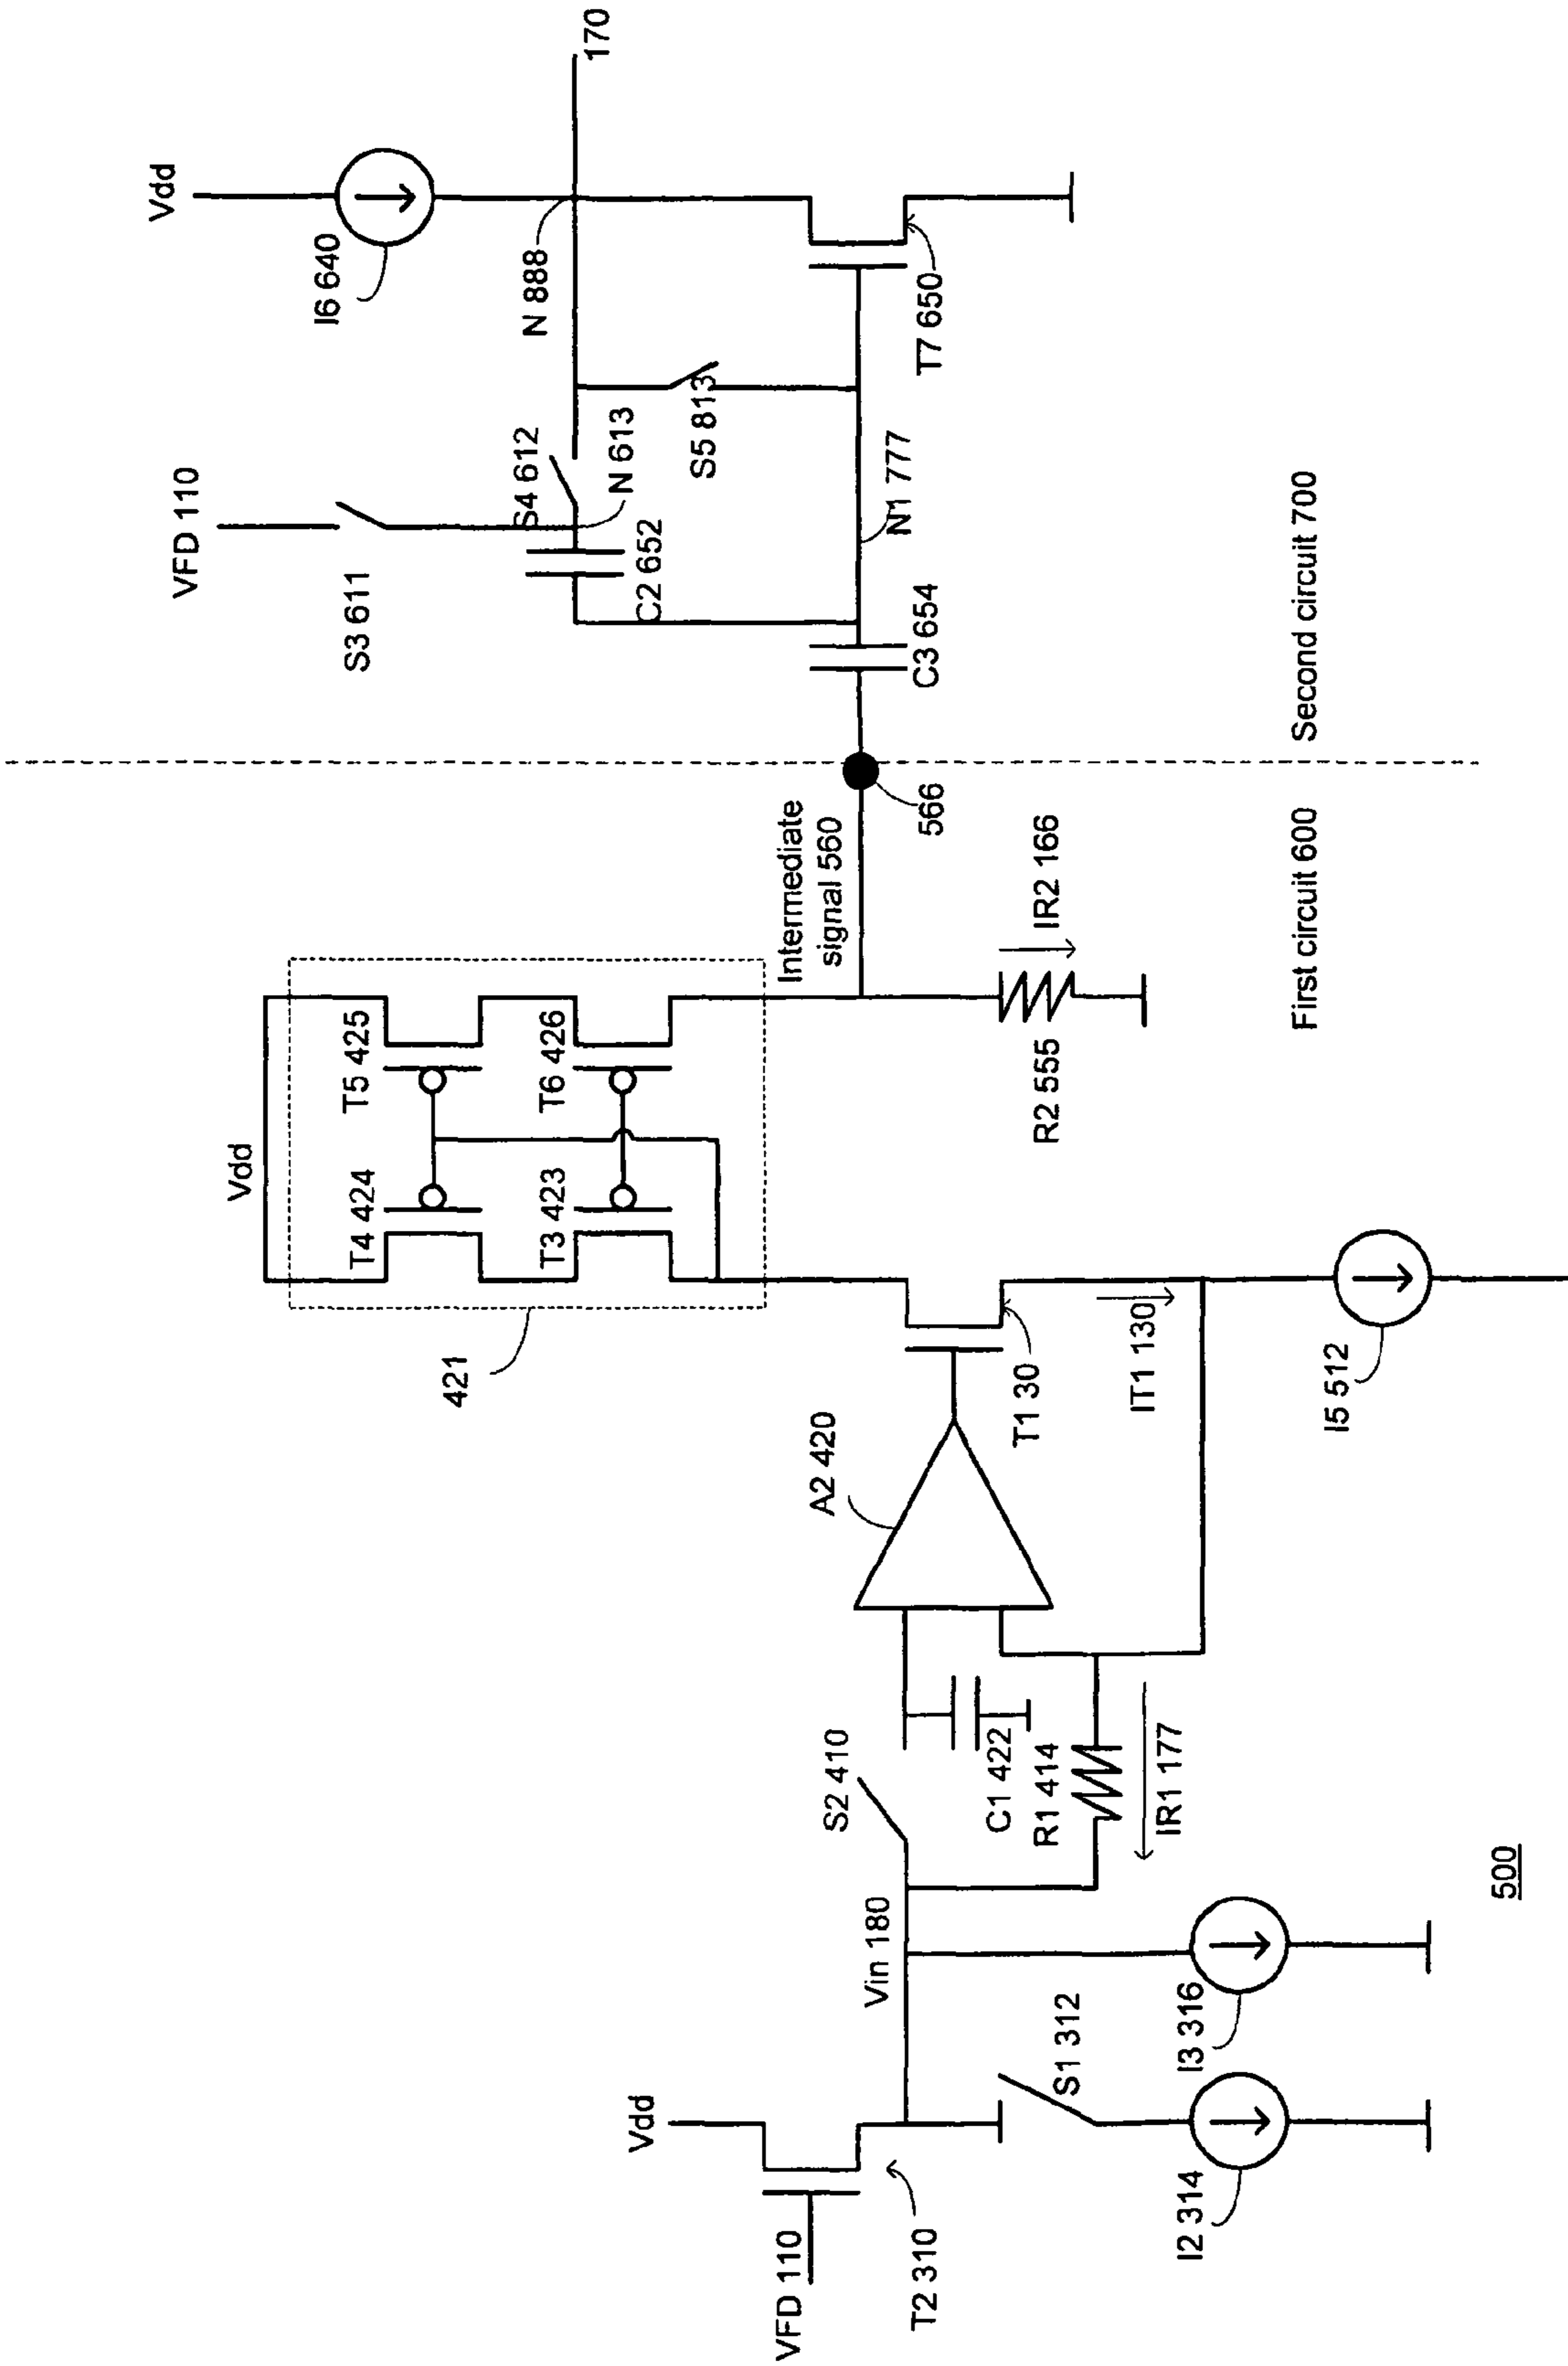 VFD 110
T2 310
Vdd
I2 314
S1 312
I3 316
Vin 180
S2 410
C1 422
R1 414
IR1 177
A2 420
T1 30
IT1 130
I5 512
421
Vdd
T4 424
T5 425
T3 423
T6 426
Intermediate
signal 560
R2 555
IR2 166
566
First circuit 600
Second circuit 700
VFD 110
S3 611
S4 612
N 613
C2 652
C3 654
N1 777
S5 813
N 888
I6 640
Vdd
T7 650
170
500